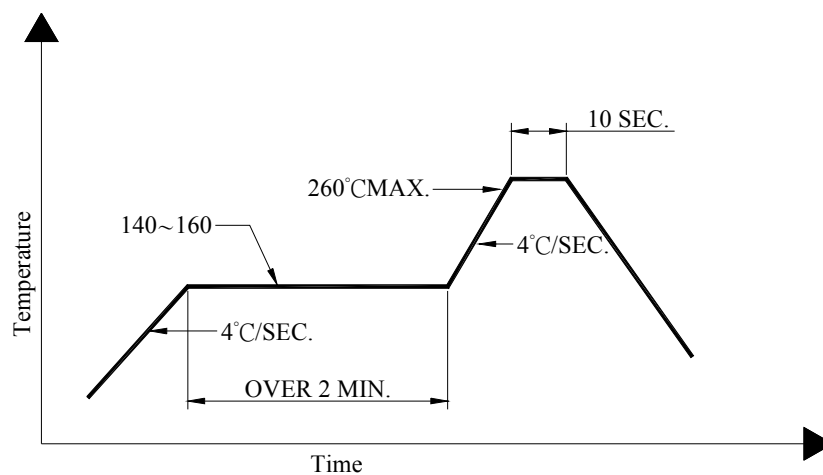 10 SEC.
260°CMAX.
140~160
4°C/SEC.
4°C/SEC.
OVER 2 MIN.
Temperature
Time